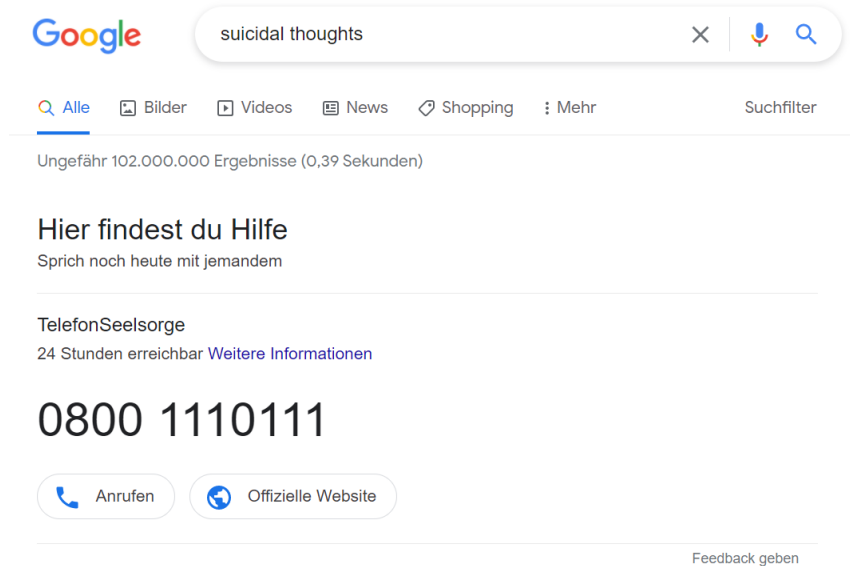 Google
suicidal thoughts
Alle Bilder Videos News Shopping Mehr Suchfilter
Ungefähr 102.000.000 Ergebnisse (0,39 Sekunden)
Hier findest du Hilfe
Sprich noch heute mit jemandem
TelefonSeelsorge
24 Stunden erreichbar Weitere Informationen
0800 1110111
Anrufen Offizielle Website
Feedback geben